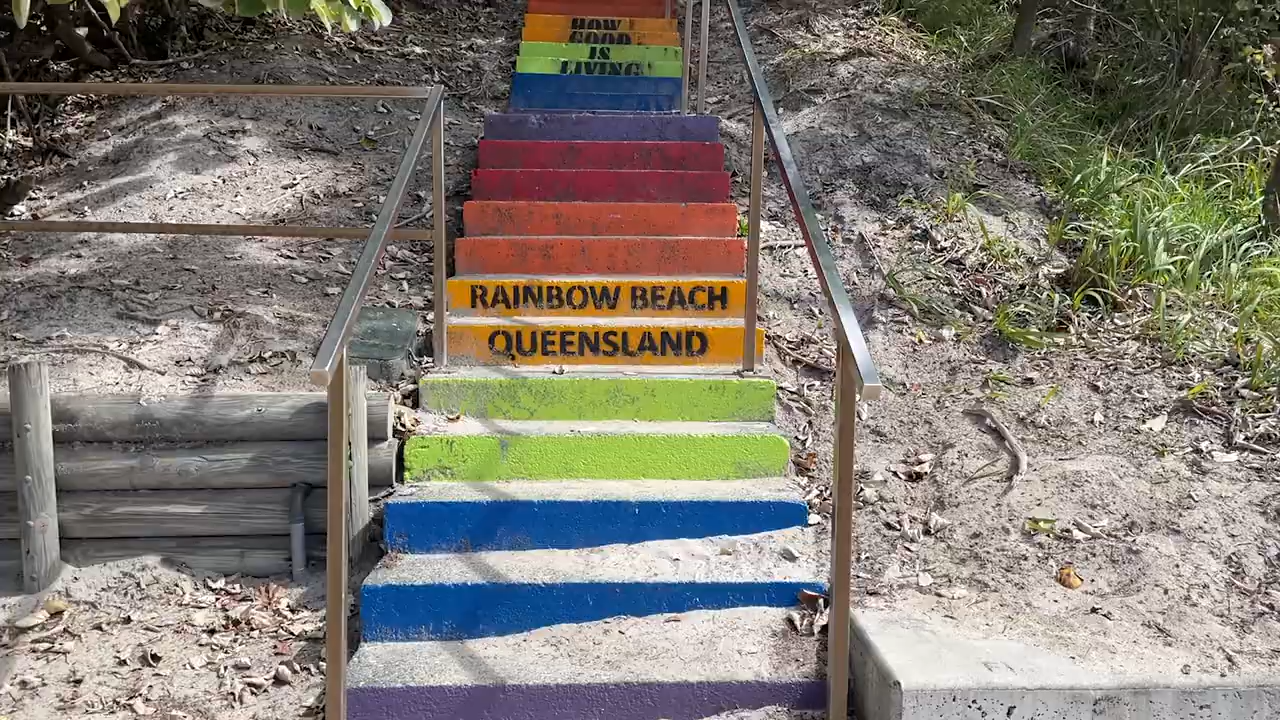 HOW
GOOD
IS
LIVING
RAINBOW BEACH
QUEENSLAND